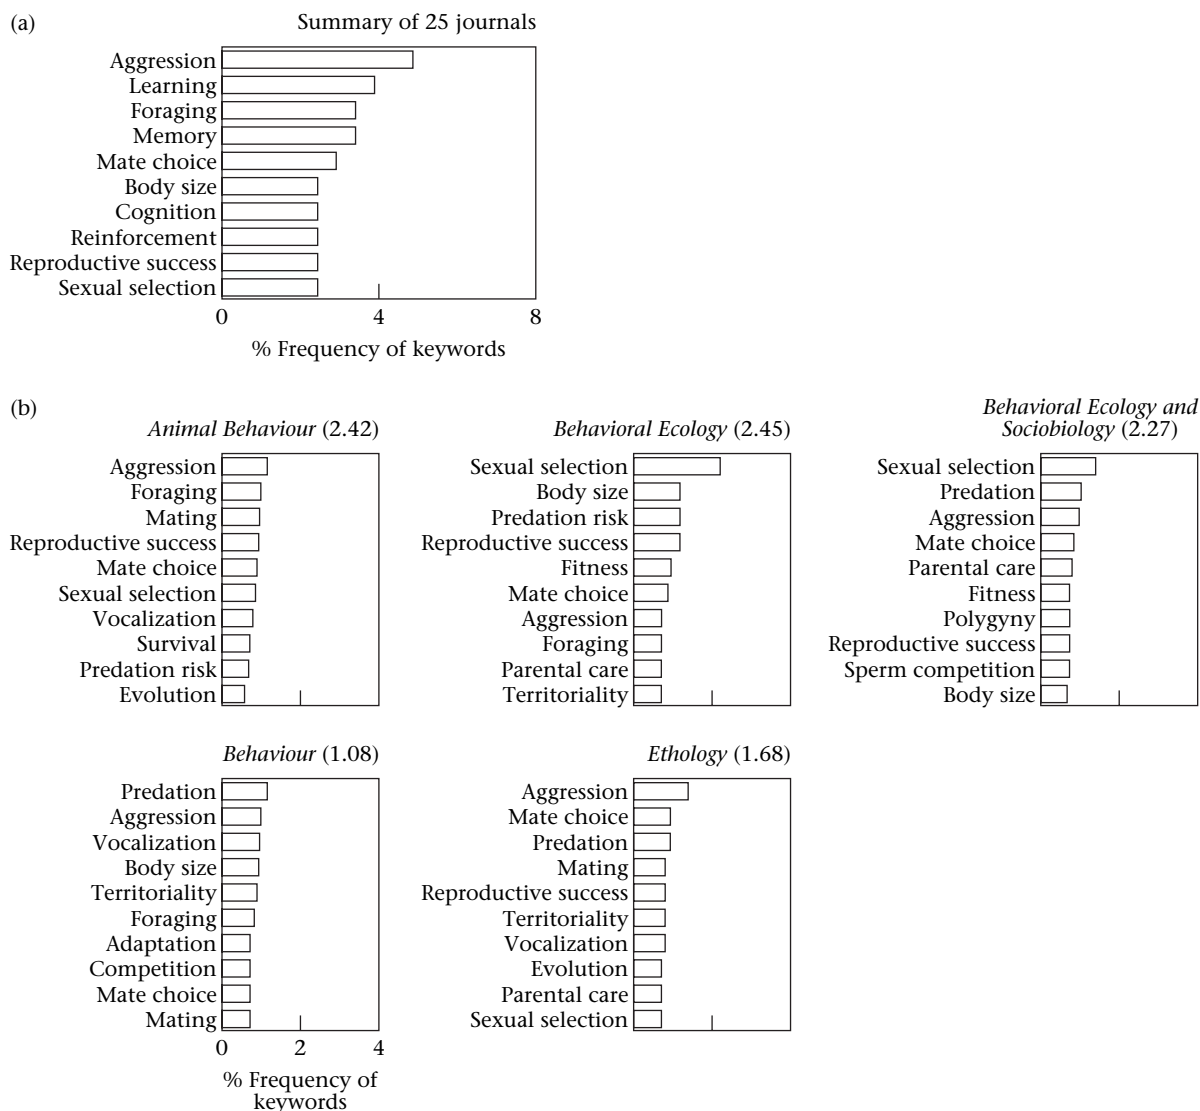 (a)
Summary of 25 journals
Aggression
Learning
Foraging
Memory
Mate choice
Body size
Cognition
Reinforcement
Reproductive success
Sexual selection
0 4 8
% Frequency of keywords
(b)
Animal Behaviour (2.42)
Aggression
Foraging
Mating
Reproductive success
Mate choice
Sexual selection
Vocalization
Survival
Predation risk
Evolution
Behavioral Ecology (2.45)
Sexual selection
Body size
Predation risk
Reproductive success
Fitness
Mate choice
Aggression
Foraging
Parental care
Territoriality
Behavioral Ecology and
Sociobiology (2.27)
Sexual selection
Predation
Aggression
Mate choice
Parental care
Fitness
Polygyny
Reproductive success
Sperm competition
Body size
Behaviour (1.08)
Predation
Aggression
Vocalization
Body size
Territoriality
Foraging
Adaptation
Competition
Mate choice
Mating
0 2 4
% Frequency of
keywords
Ethology (1.68)
Aggression
Mate choice
Predation
Mating
Reproductive success
Territoriality
Vocalization
Evolution
Parental care
Sexual selection